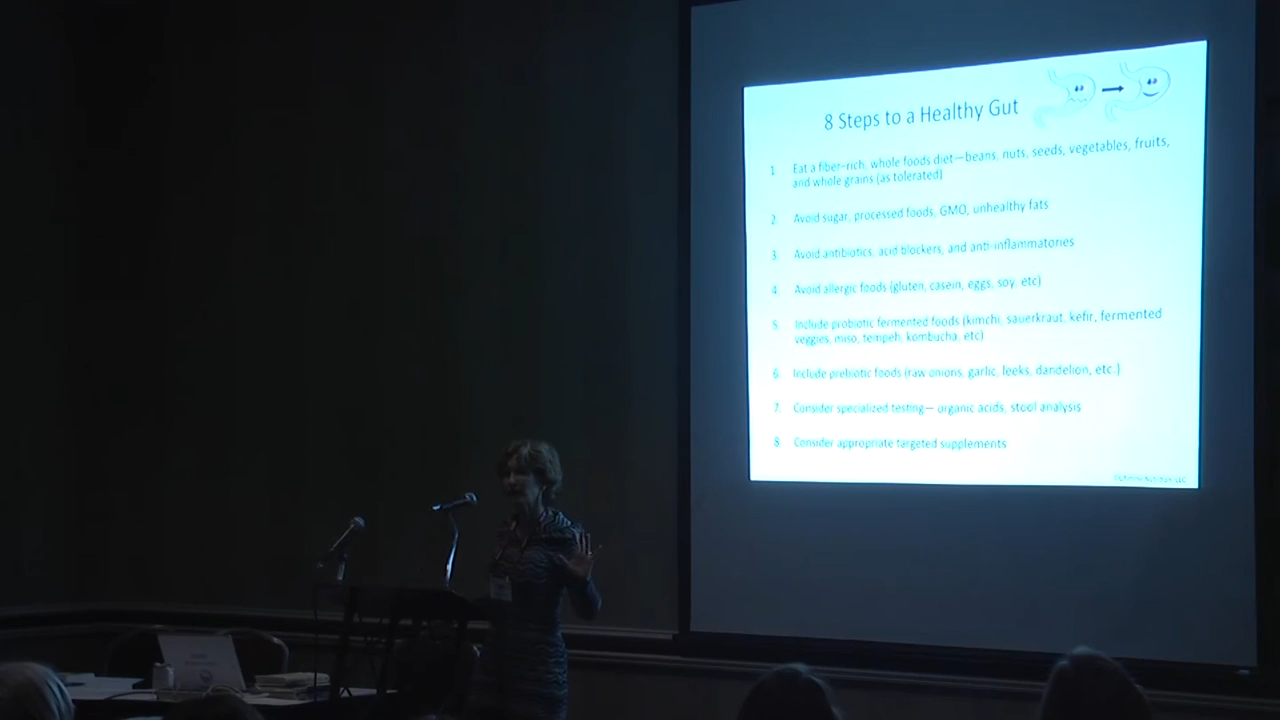 8 Steps to a Healthy Gut
1. Eat a fiber-rich, whole foods diet—beans, nuts, seeds, vegetables, fruits,
and whole grains (as tolerated)
2. Avoid sugar, processed foods, GMO, unhealthy fats
3. Avoid antibiotics, acid blockers, and anti-inflammatories
4. Avoid allergic foods (gluten, casein, eggs, soy, etc)
5. Include probiotic fermented foods (kimchi, sauerkraut, kefir, fermented
veggies, miso, tempeh, kombucha, etc)
6. Include prebiotic foods (raw onions, garlic, leeks, dandelion, etc.)
7. Consider specialized testing— organic acids, stool analysis
8. Consider appropriate targeted supplements